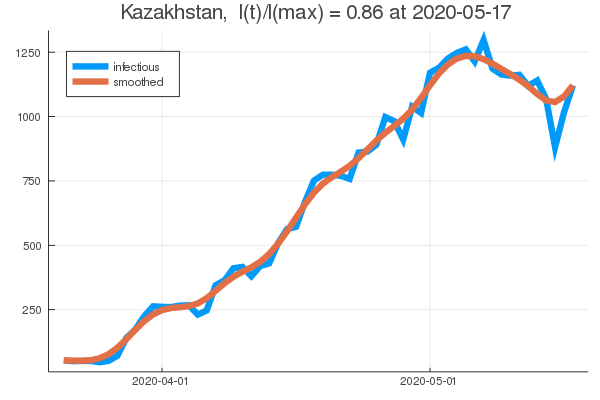 Kazakhstan,  I(t)/I(max) = 0.86 at 2020-05-17
1250
infectious
smoothed
1000
750
500
250
2020-04-01
2020-05-01